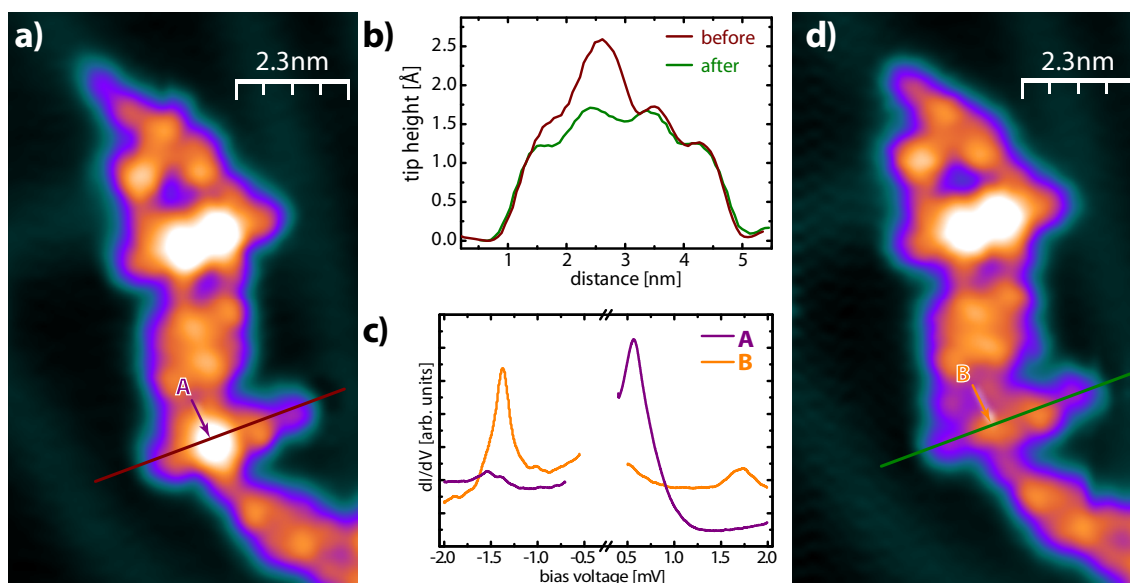 a)
2.3nm
A
b)
before
after
tip height [Å]
2.5
2.0
1.5
1.0
0.5
0.0
1 2 3 4 5
distance [nm]
c)
A
B
dI/dV [arb. units]
-2.0 -1.5 -1.0 -0.5 0.5 1.0 1.5 2.0
bias voltage [mV]
d)
2.3nm
B